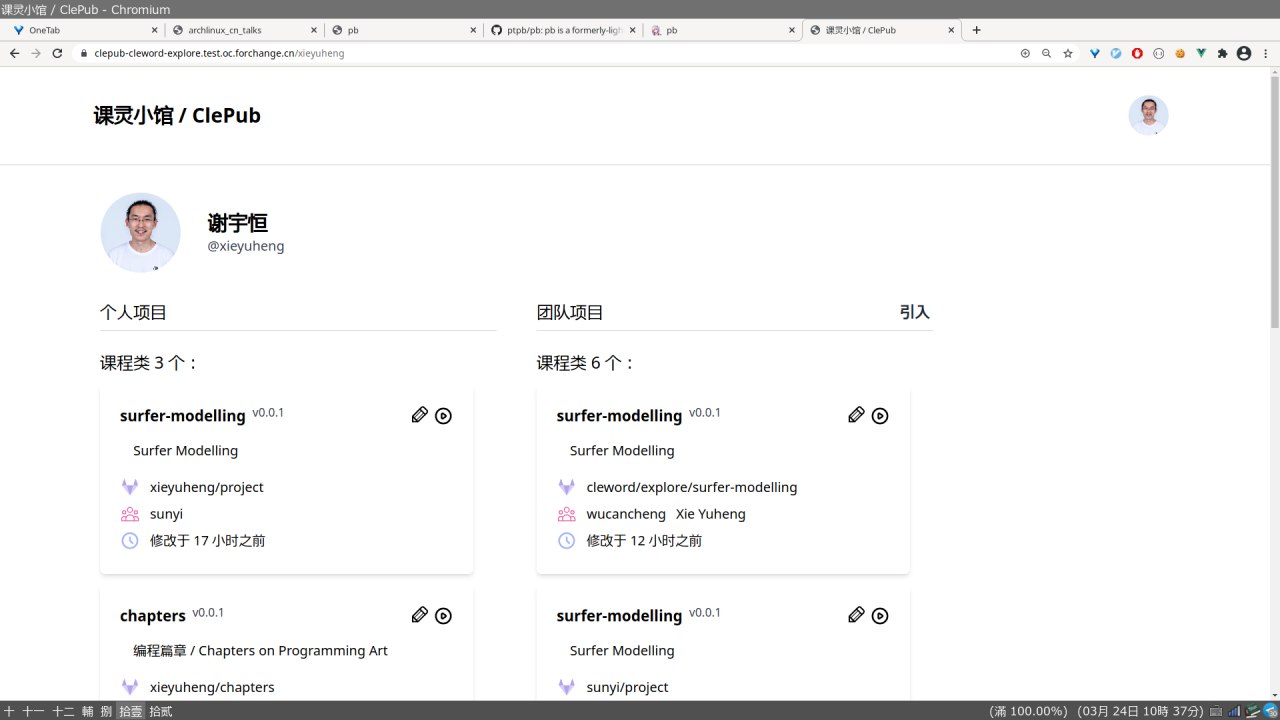 课灵小馆 / ClePub - Chromium
OneTab
archlinux_cn_talks
pb
ptpb/pb: pb is a formerly-ligh
pb
课灵小馆 / ClePub
clepub-cleword-explore.test.oc.forchange.cn/xieyuheng
课灵小馆 / ClePub
谢宇恒
@xieyuheng
个人项目
课程类 3 个：
surfer-modelling v0.0.1
Surfer Modelling
xieyuheng/project
sunyi
修改于 17 小时之前
chapters v0.0.1
编程篇章 / Chapters on Programming Art
xieyuheng/chapters
团队项目 引入
课程类 6 个：
surfer-modelling v0.0.1
Surfer Modelling
cleword/explore/surfer-modelling
wucancheng Xie Yuheng
修改于 12 小时之前
surfer-modelling v0.0.1
Surfer Modelling
sunyi/project
十 十一 十二 輔 捌 拾壹 拾贰 (滿 100.00%) (03月 24日 10時 37分)